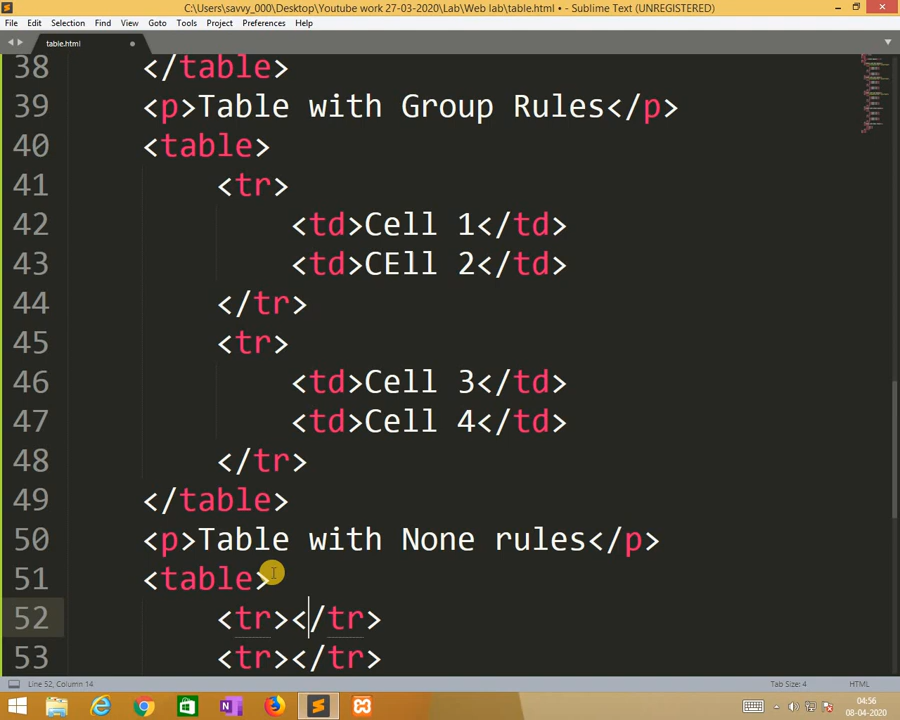 C:\Users\savvy_000\Desktop\Youtube work 27-03-2020\Lab\Web lab\table.html • - Sublime Text (UNREGISTERED)
File Edit Selection Find View Goto Tools Project Preferences Help
table.html
38 </table>
39 <p>Table with Group Rules</p>
40 <table>
41 <tr>
42 <td>Cell 1</td>
43 <td>CEll 2</td>
44 </tr>
45 <tr>
46 <td>Cell 3</td>
47 <td>Cell 4</td>
48 </tr>
49 </table>
50 <p>Table with None rules</p>
51 <table>
52 <tr></tr>
53 <tr></tr>
Line 52, Column 14 Tab Size: 4 HTML
04:56
08-04-2020